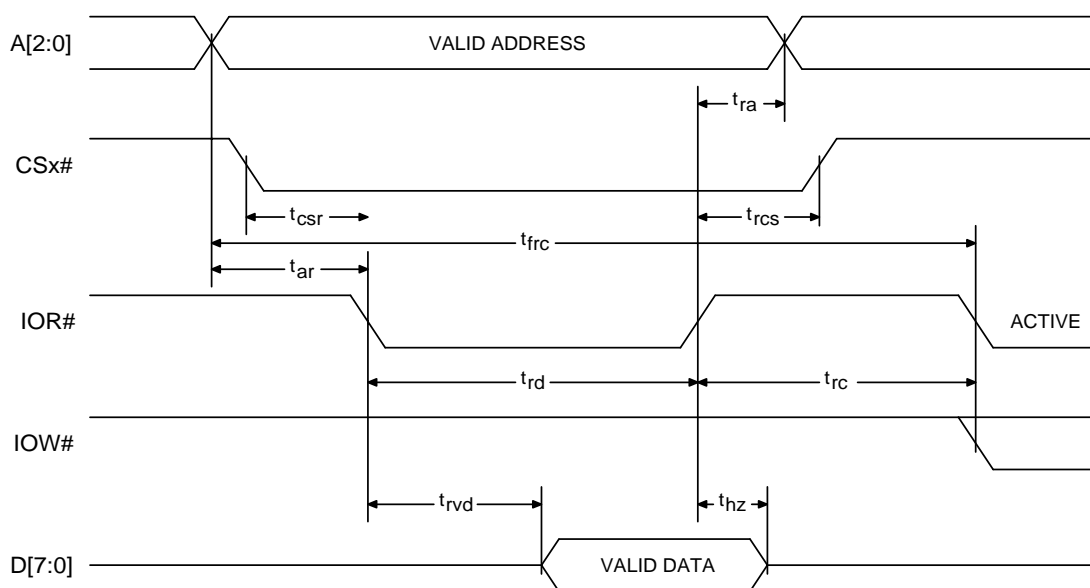 A[2:0]
VALID ADDRESS
tra
CSx#
tcsr
trcs
tfrc
tar
IOR#
ACTIVE
trd
trc
IOW#
trvd
thz
D[7:0]
VALID DATA